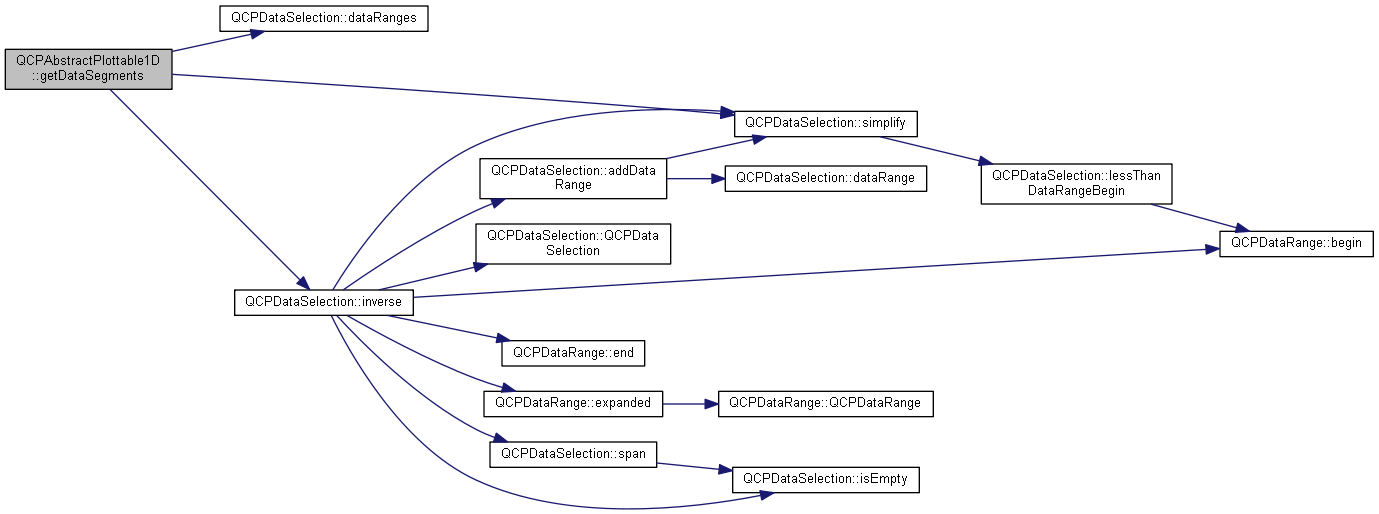 QCPDataSelection::dataRanges
QCPAbstractPlottable1D
::getDataSegments
QCPDataSelection::simplify
QCPDataSelection::addData
Range
QCPDataSelection::dataRange
QCPDataSelection::lessThan
DataRangeBegin
QCPDataSelection::QCPData
Selection
QCPDataRange::begin
QCPDataSelection::inverse
QCPDataRange::end
QCPDataRange::expanded
QCPDataRange::QCPDataRange
QCPDataSelection::span
QCPDataSelection::isEmpty